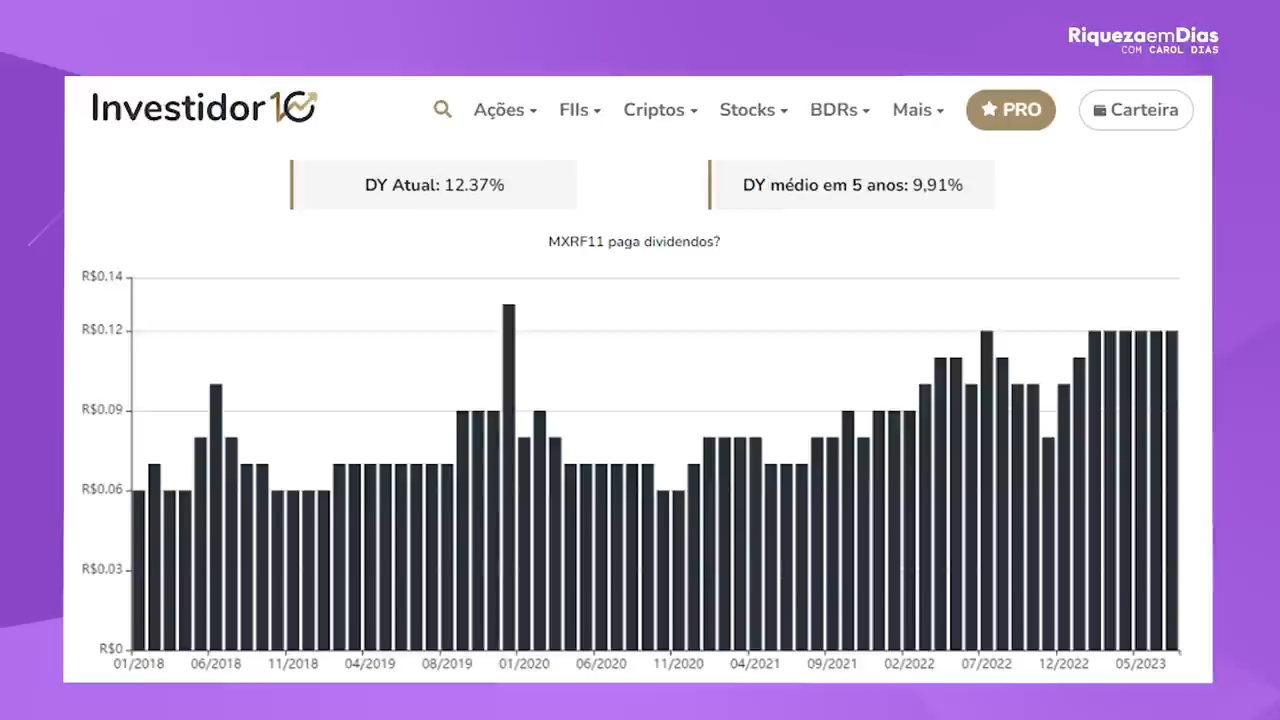 RiquezaemDias
COM CAROL DIAS
Investidor10
Ações
FIIs
Criptos
Stocks
BDRs
Mais
PRO
Carteira
DY Atual: 12.37%
DY médio em 5 anos: 9,91%
MXRF11 paga dividendos?
R$0.14
R$0.12
R$0.09
R$0.06
R$0.03
R$0
01/2018 06/2018 11/2018 04/2019 08/2019 01/2020 06/2020 11/2020 04/2021 09/2021 02/2022 07/2022 12/2022 05/2023